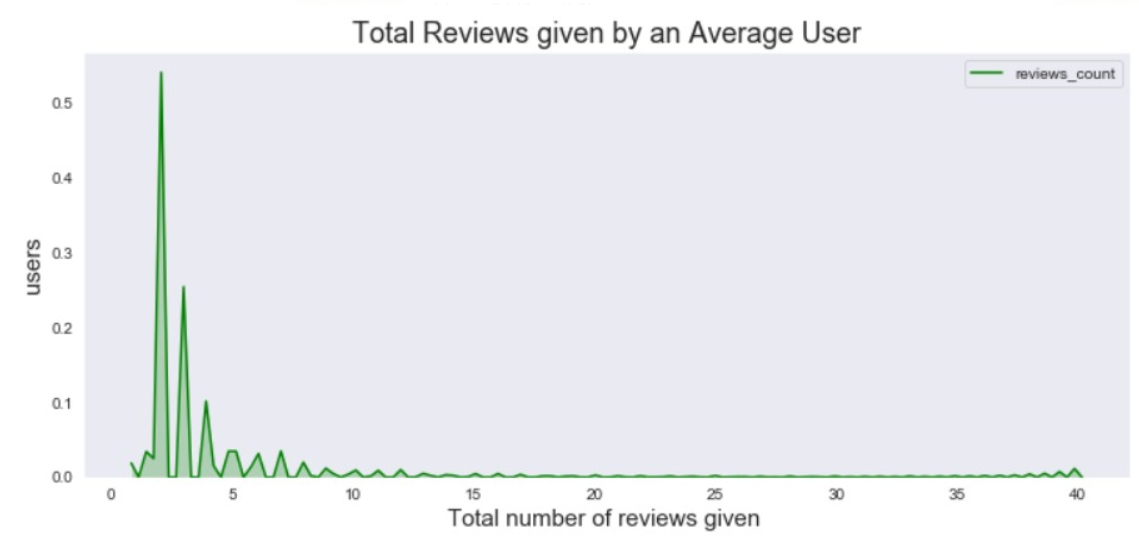 Total Reviews given by an Average User
reviews_count
0.5
0.4
0.3
0.2
0.1
0.0
users
0 5 10 15 20 25 30 35 40
Total number of reviews given